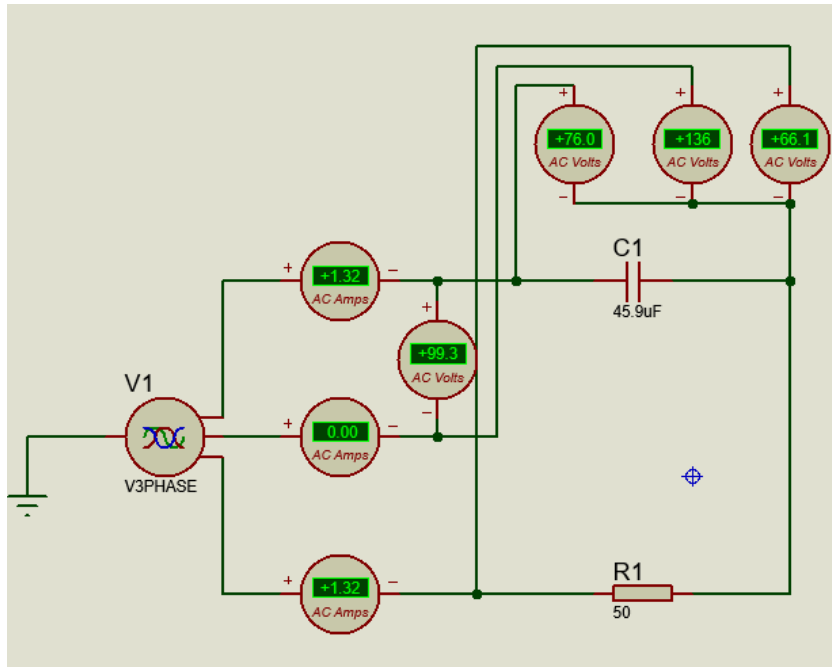 +76.0
AC Volts
+136
AC Volts
+66.1
AC Volts
C1
45.9uF
+1.32
AC Amps
+99.3
AC Volts
V1
V3PHASE
0.00
AC Amps
+1.32
AC Amps
R1
50